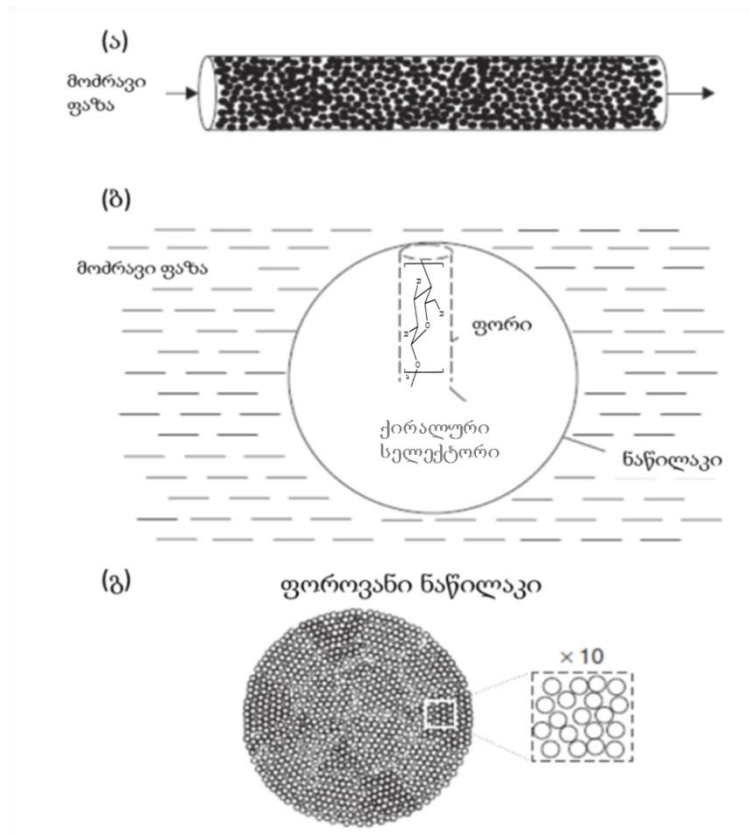 (ა)
მოძრავი
ფაზა
(ბ)
მოძრავი ფაზა
ფორი
ქირალური
სელექტორი
ნაწილაკი
(გ)
ფოროვანი ნაწილაკი
× 10